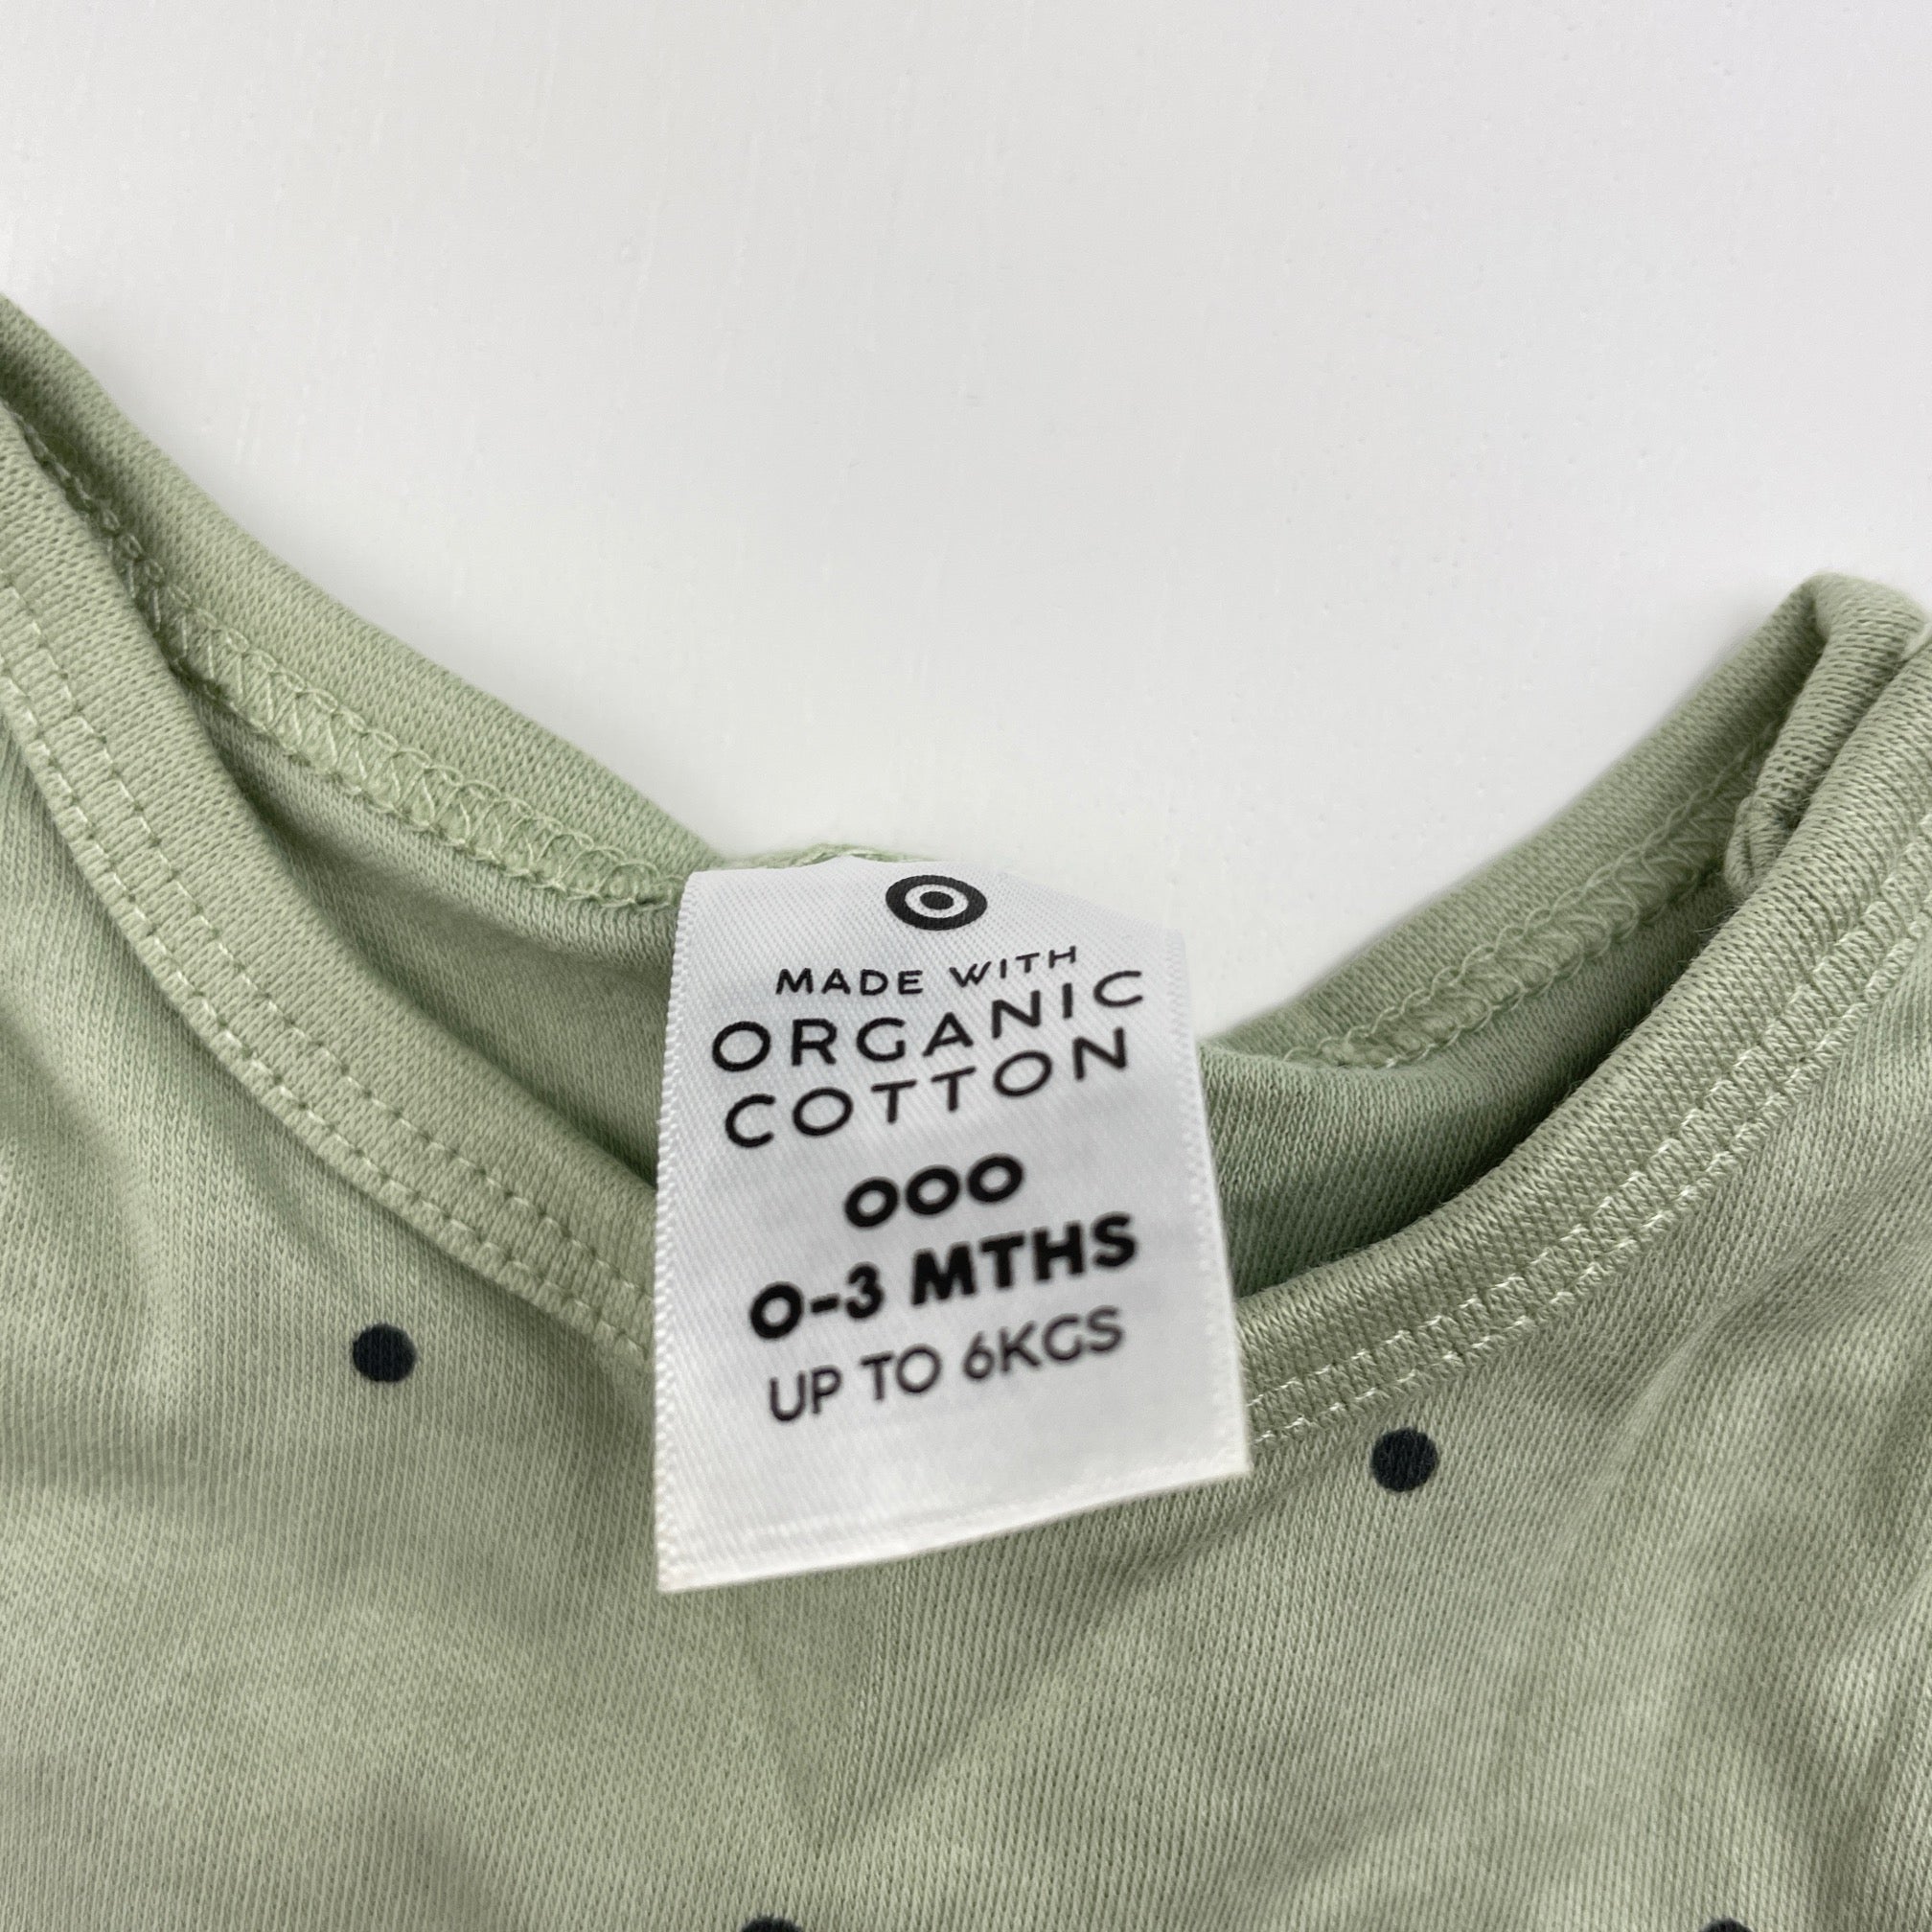 MADE WITH
ORGANIC
COTTON
000
0-3 MTHS
UP TO 6KGS